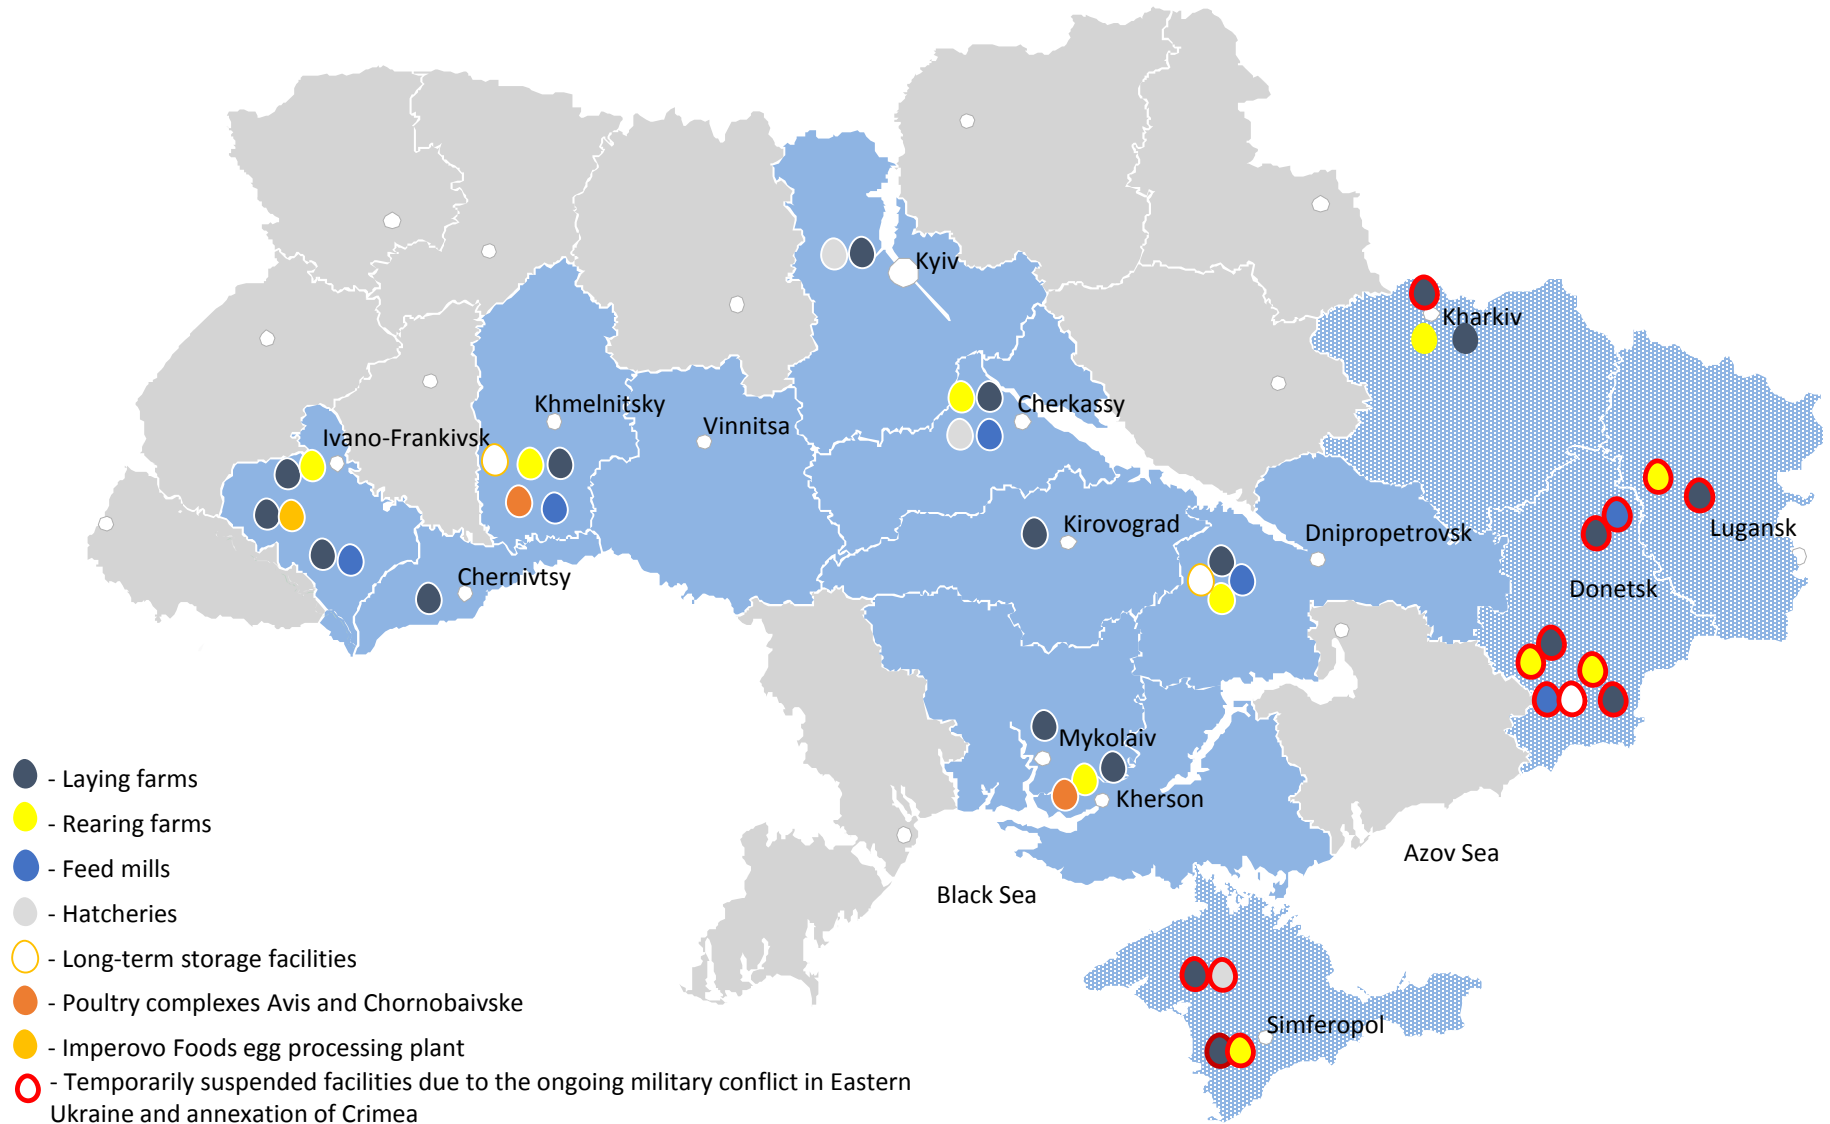 Kyiv
Kharkiv
Khmelnitsky
Cherkassy
Vinnitsa
Ivano-Frankivsk
Kirovograd
Dnipropetrovsk
Lugansk
Chernivtsy
Donetsk
Mykolaiv
Kherson
Azov Sea
Black Sea
Simferopol
- Laying farms
- Rearing farms
- Feed mills
- Hatcheries
- Long-term storage facilities
- Poultry complexes Avis and Chornobaivske
- Imperovo Foods egg processing plant
- Temporarily suspended facilities due to the ongoing military conflict in Eastern
Ukraine and annexation of Crimea